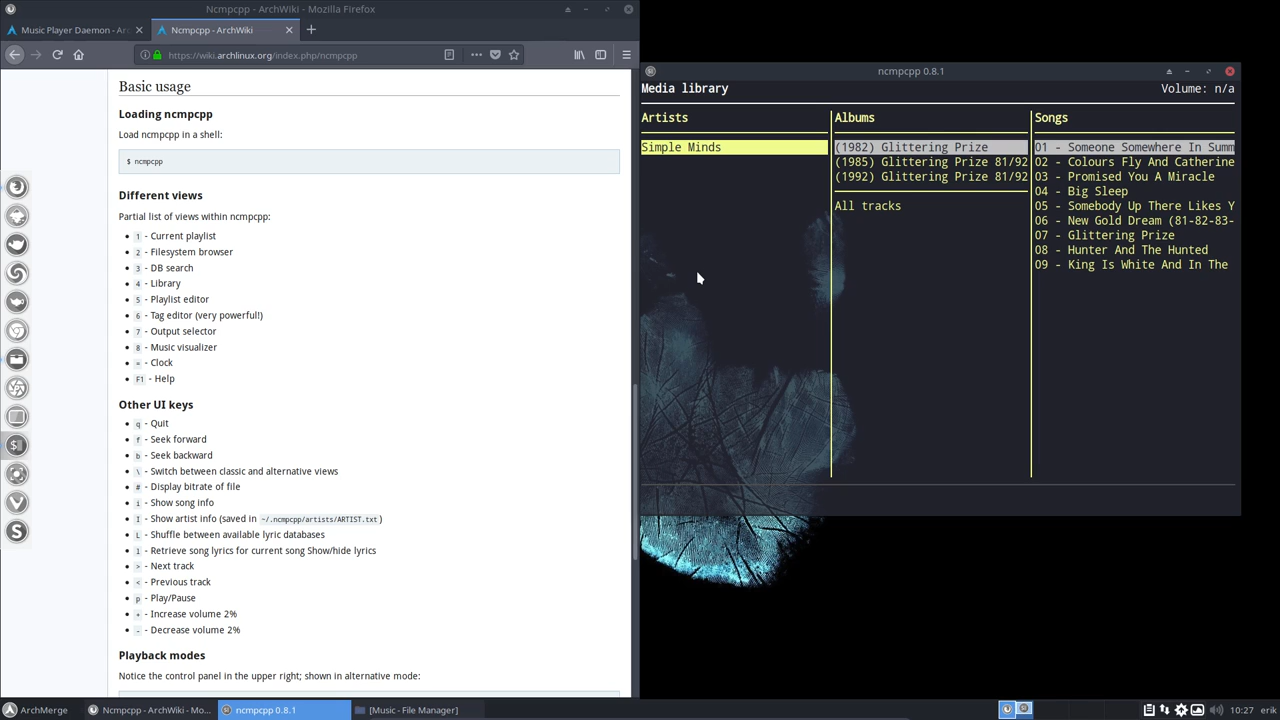 Ncmpcpp - ArchWiki - Mozilla Firefox
Music Player Daemon - Arc
Ncmpcpp - ArchWiki
https://wiki.archlinux.org/index.php/ncmpcpp
Basic usage
Loading ncmpcpp
Load ncmpcpp in a shell:
$ ncmpcpp
Different views
Partial list of views within ncmpcpp:
1 - Current playlist
2 - Filesystem browser
3 - DB search
4 - Library
5 - Playlist editor
6 - Tag editor (very powerful!)
7 - Output selector
8 - Music visualizer
= - Clock
F1 - Help
Other UI keys
q - Quit
f - Seek forward
b - Seek backward
\ - Switch between classic and alternative views
# - Display bitrate of file
i - Show song info
I - Show artist info (saved in ~/.ncmpcpp/artists/ARTIST.txt)
L - Shuffle between available lyric databases
l - Retrieve song lyrics for current song Show/hide lyrics
> - Next track
< - Previous track
p - Play/Pause
+ - Increase volume 2%
- - Decrease volume 2%
Playback modes
Notice the control panel in the upper right; shown in alternative mode:
ncmpcpp 0.8.1
Media library
Volume: n/a
Artists
Simple Minds
Albums
(1982) Glittering Prize
(1985) Glittering Prize 81/92
(1992) Glittering Prize 81/92
All tracks
Songs
01 - Someone Somewhere In Summ
02 - Colours Fly And Catherine
03 - Promised You A Miracle
04 - Big Sleep
05 - Somebody Up There Likes Y
06 - New Gold Dream (81-82-83-
07 - Glittering Prize
08 - Hunter And The Hunted
09 - King Is White And In The
ArchMerge
Ncmpcpp - ArchWiki - Mo...
ncmpcpp 0.8.1
[Music - File Manager]
10:27
erik